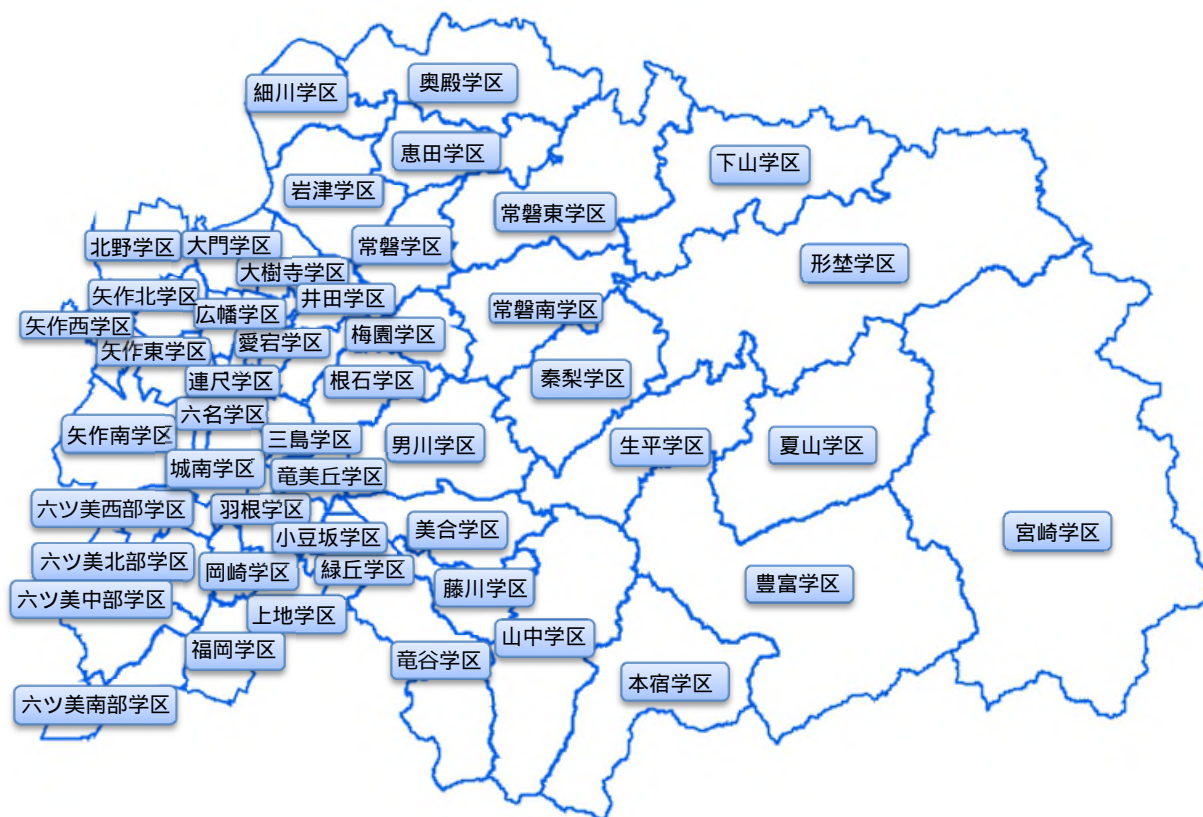 奥殿学区
細川学区
恵田学区
下山学区
岩津学区
常磐東学区
北野学区
大門学区
常磐学区
形埜学区
大樹寺学区
矢作北学区
井田学区
常磐南学区
広幡学区
矢作西学区
梅園学区
愛宕学区
矢作東学区
連尺学区
根石学区
秦梨学区
六名学区
矢作南学区
三島学区
男川学区
生平学区
夏山学区
城南学区
竜美丘学区
六ツ美西部学区
羽根学区
美合学区
宮崎学区
小豆坂学区
六ツ美北部学区
岡崎学区
緑丘学区
藤川学区
豊富学区
六ツ美中部学区
上地学区
山中学区
福岡学区
竜谷学区
本宿学区
六ツ美南部学区